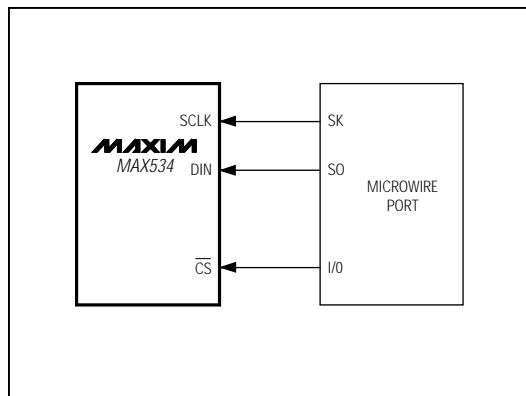 SCLK
SK
MAXIM
MAX534
DIN
SO
MICROWIRE
PORT
CS
I/0